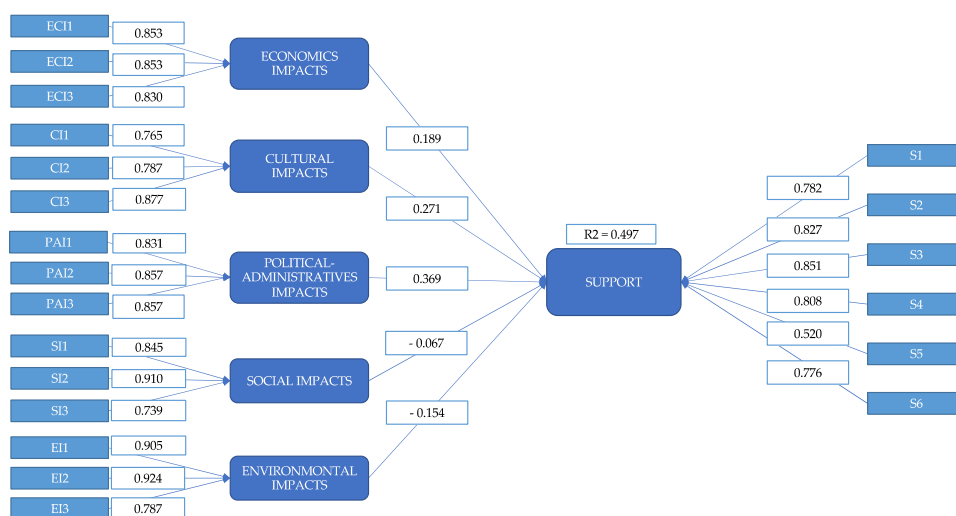 ECI1
0.853
ECI2
0.853
ECI3
0.830
ECONOMICS
IMPACTS
CI1
0.765
CI2
0.787
CI3
0.877
CULTURAL
IMPACTS
PAI1
0.831
PAI2
0.857
PAI3
0.857
POLITICAL-
ADMINISTRATIVES
IMPACTS
SI1
0.845
SI2
0.910
SI3
0.739
SOCIAL IMPACTS
EI1
0.905
EI2
0.924
EI3
0.787
ENVIRONMONTAL
IMPACTS
0.189
0.271
0.369
- 0.067
- 0.154
R2 = 0.497
SUPPORT
0.782
0.827
0.851
0.808
0.520
0.776
S1
S2
S3
S4
S5
S6